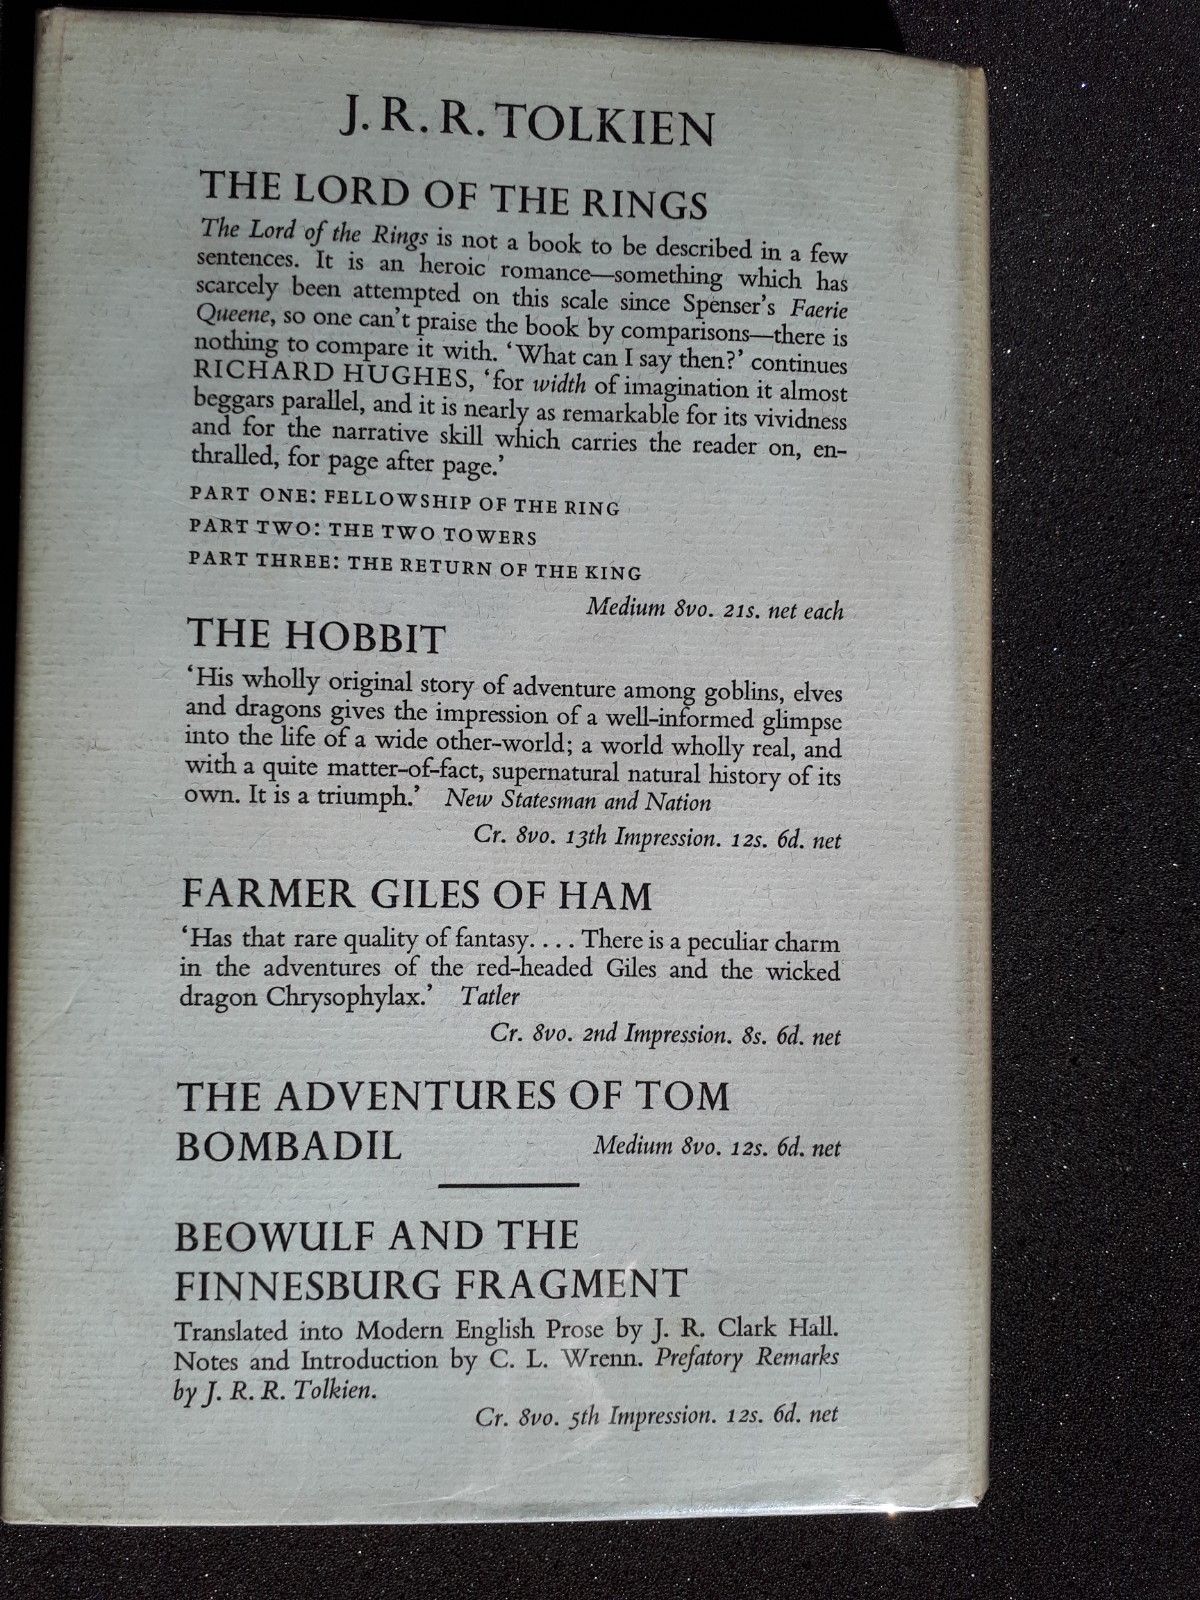 J. R. R. TOLKIEN
THE LORD OF THE RINGS
The Lord of the Rings is not a book to be described in a few
sentences. It is an heroic romance—something which has
scarcely been attempted on this scale since Spenser's Faerie
Queene, so one can't praise the book by comparisons—there is
nothing to compare it with. 'What can I say then?' continues
RICHARD HUGHES, 'for width of imagination it almost
beggars parallel, and it is nearly as remarkable for its vividness
and for the narrative skill which carries the reader on, en-
thralled, for page after page.'
PART ONE: FELLOWSHIP OF THE RING
PART TWO: THE TWO TOWERS
PART THREE: THE RETURN OF THE KING
Medium 8vo. 21s. net each
THE HOBBIT
'His wholly original story of adventure among goblins, elves
and dragons gives the impression of a well-informed glimpse
into the life of a wide other-world; a world wholly real, and
with a quite matter-of-fact, supernatural natural history of its
own. It is a triumph.' New Statesman and Nation
Cr. 8vo. 13th Impression. 12s. 6d. net
FARMER GILES OF HAM
'Has that rare quality of fantasy. . . . There is a peculiar charm
in the adventures of the red-headed Giles and the wicked
dragon Chrysophylax.' Tatler
Cr. 8vo. 2nd Impression. 8s. 6d. net
THE ADVENTURES OF TOM
BOMBADIL Medium 8vo. 12s. 6d. net
BEOWULF AND THE
FINNESBURG FRAGMENT
Translated into Modern English Prose by J. R. Clark Hall.
Notes and Introduction by C. L. Wrenn. Prefatory Remarks
by J. R. R. Tolkien.
Cr. 8vo. 5th Impression. 12s. 6d. net